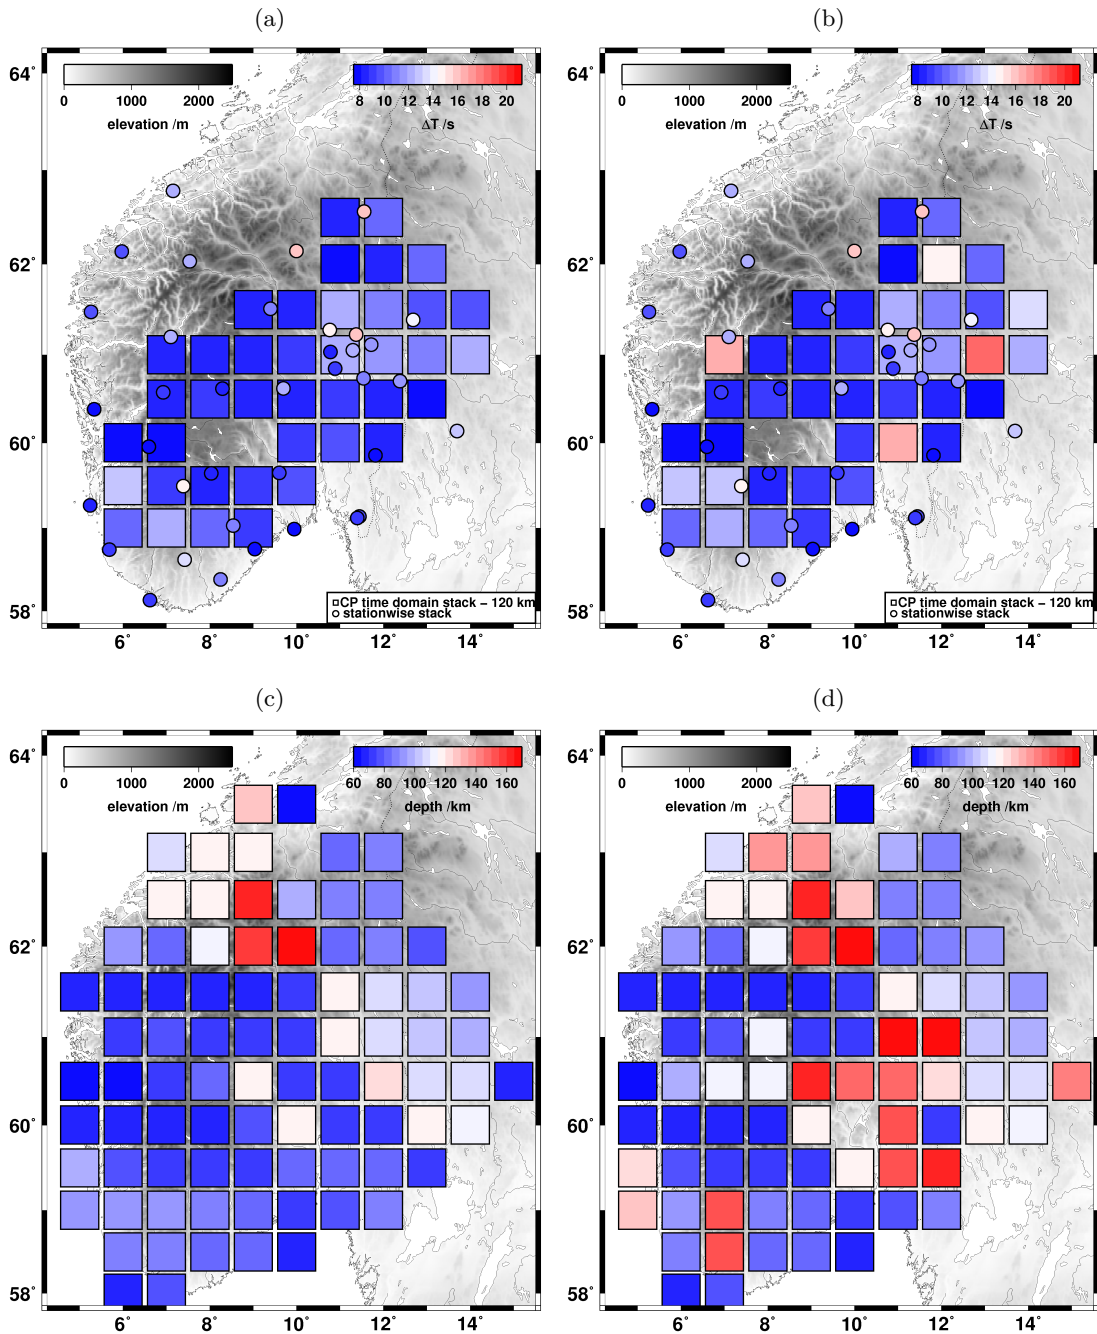 (a)
(b)
64°
62°
60°
58°
0 1000 2000
elevation /m
8 10 12 14 16 18 20
ΔT /s
□CP time domain stack – 120 km
○ stationwise stack
6° 8° 10° 12° 14°
64°
62°
60°
58°
0 1000 2000
elevation /m
8 10 12 14 16 18 20
ΔT /s
□CP time domain stack – 120 km
○ stationwise stack
6° 8° 10° 12° 14°
(c)
(d)
64°
62°
60°
58°
0 1000 2000
elevation /m
60 80 100 120 140 160
depth /km
6° 8° 10° 12° 14°
64°
62°
60°
58°
0 1000 2000
elevation /m
60 80 100 120 140 160
depth /km
6° 8° 10° 12° 14°